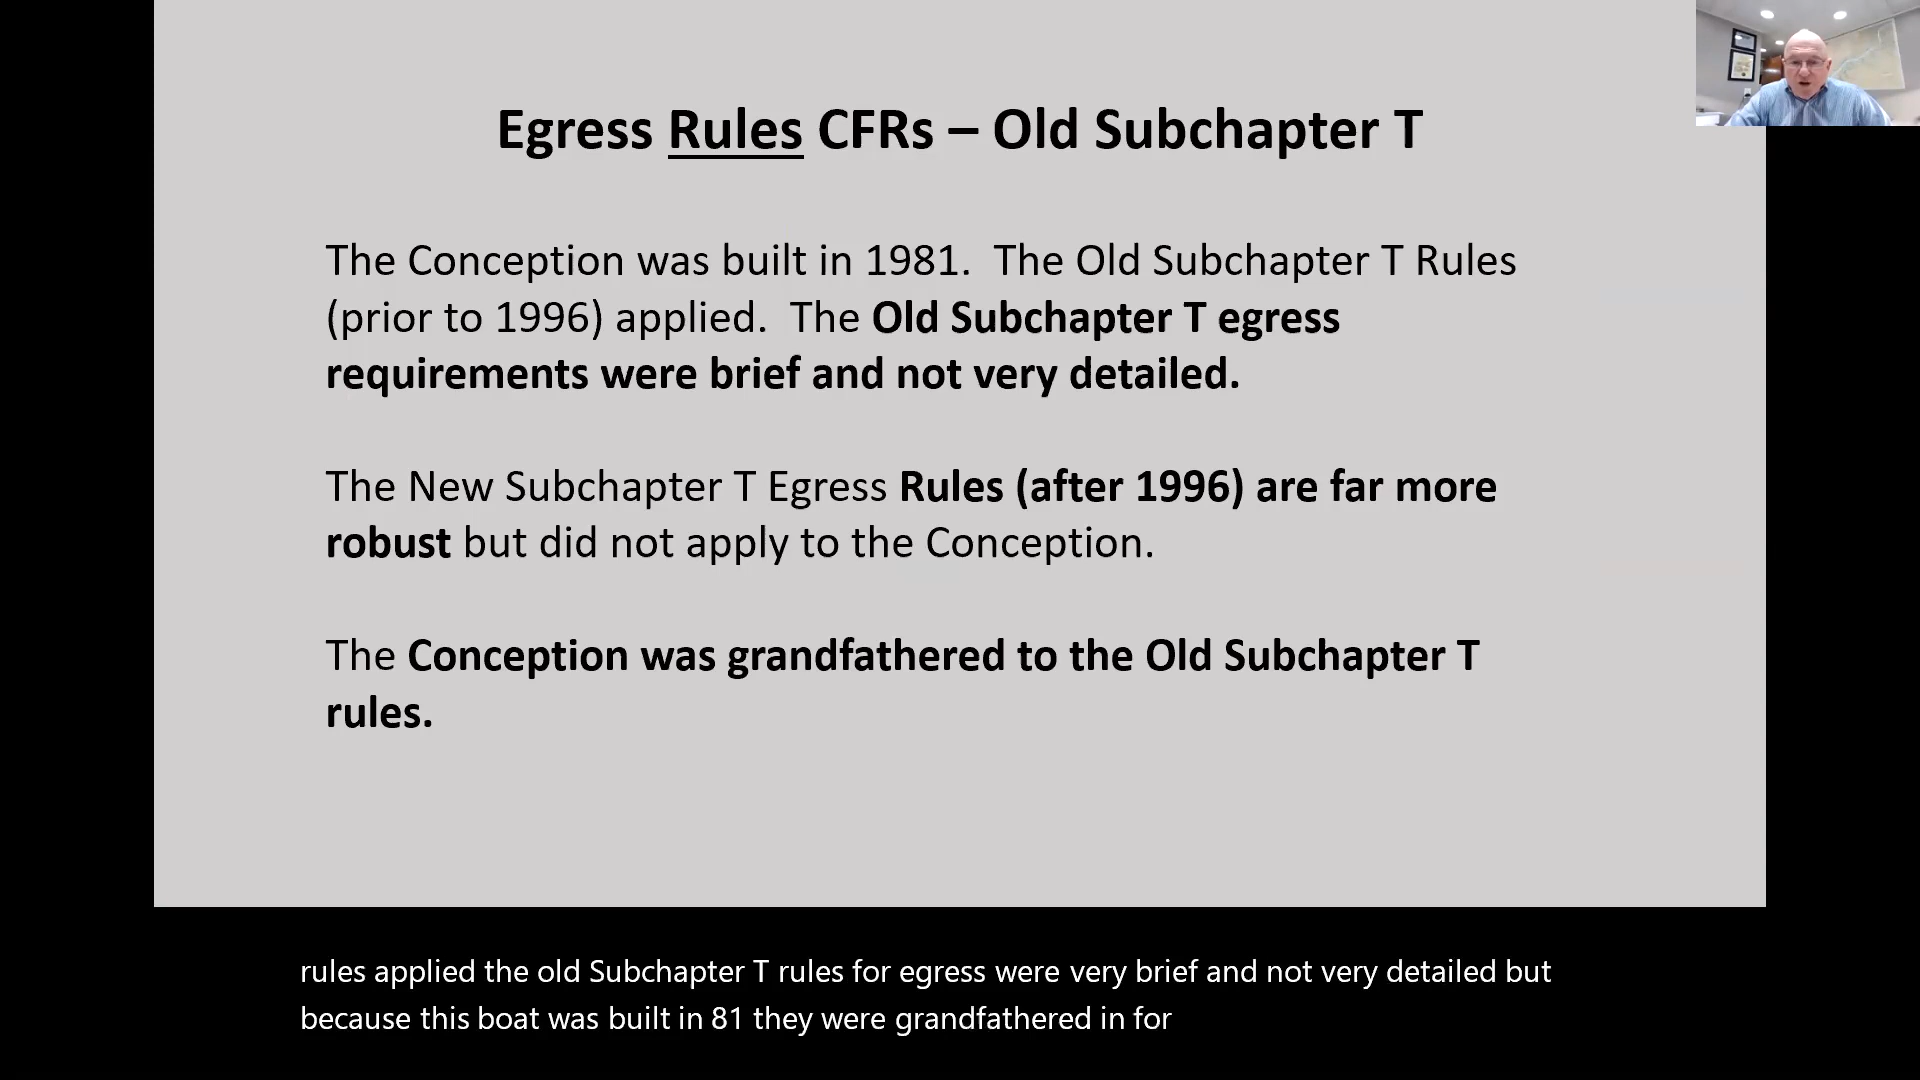 Egress Rules CFRs – Old Subchapter T
The Conception was built in 1981.  The Old Subchapter T Rules
(prior to 1996) applied.  The Old Subchapter T egress
requirements were brief and not very detailed.
The New Subchapter T Egress Rules (after 1996) are far more
robust but did not apply to the Conception.
The Conception was grandfathered to the Old Subchapter T
rules.
rules applied the old Subchapter T rules for egress were very brief and not very detailed but
because this boat was built in 81 they were grandfathered in for